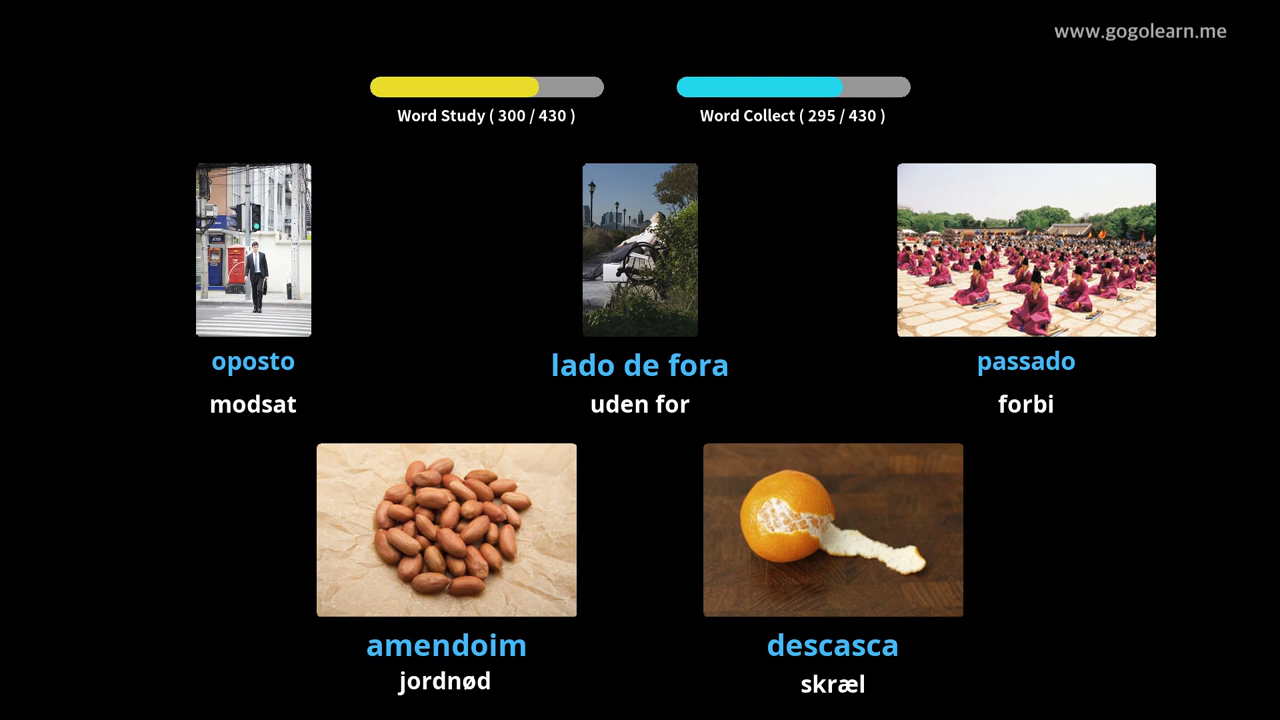 www.gogolearn.me
Word Study ( 300 / 430 )
Word Collect ( 295 / 430 )
oposto
modsat
lado de fora
uden for
passado
forbi
amendoim
jordnød
descasca
skræl